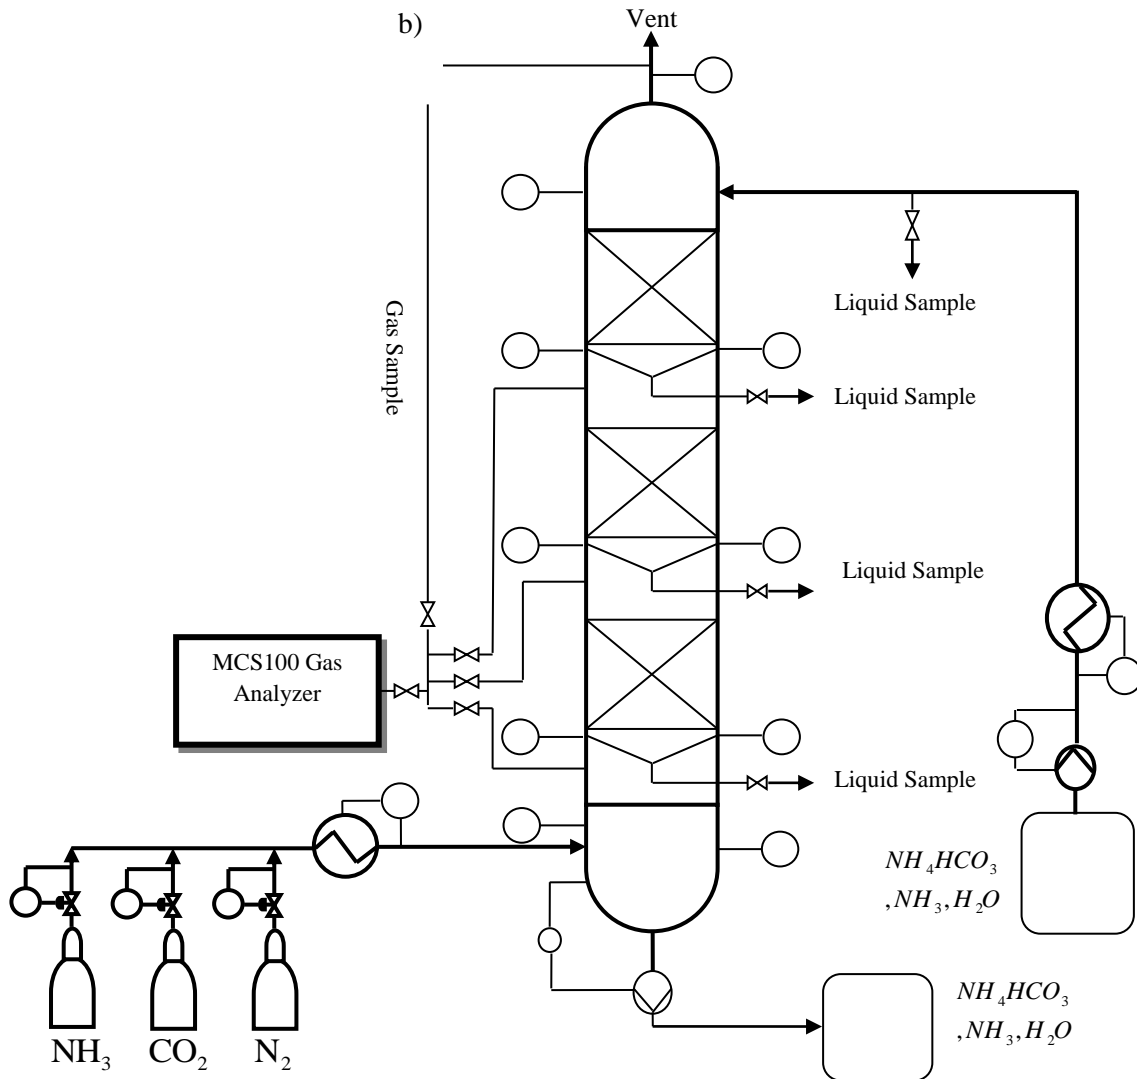 b)
Vent
Gas Sample
Liquid Sample
Liquid Sample
Liquid Sample
MCS100 Gas
Analyzer
Liquid Sample
NH₄HCO₃
,NH₃,H₂O
NH₄HCO₃
,NH₃,H₂O
NH₃
CO₂
N₂